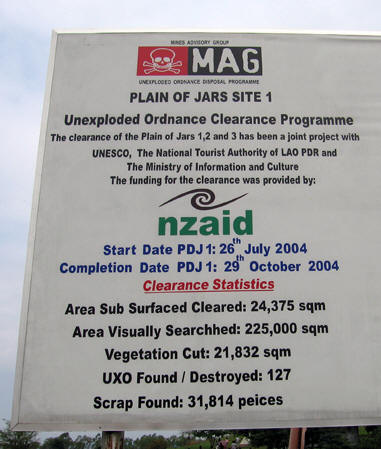 MINES ADVISORY GROUP
MAG
UNEXPLODED ORDNANCE DISPOSAL PROGRAMME
PLAIN OF JARS SITE 1
Unexploded Ordnance Clearance Programme
The clearance of the Plain of Jars 1,2 and 3 has been a joint project with
UNESCO, The National Tourist Authority of LAO PDR and
The Ministry of Information and Culture
The funding for the clearance was provided by:
nzaid
Start Date PDJ 1: 26th July 2004
Completion Date PDJ 1: 29th October 2004
Clearance Statistics
Area Sub Surfaced Cleared: 24,375 sqm
Area Visually Searchhed: 225,000 sqm
Vegetation Cut: 21,832 sqm
UXO Found / Destroyed: 127
Scrap Found: 31,814 peices